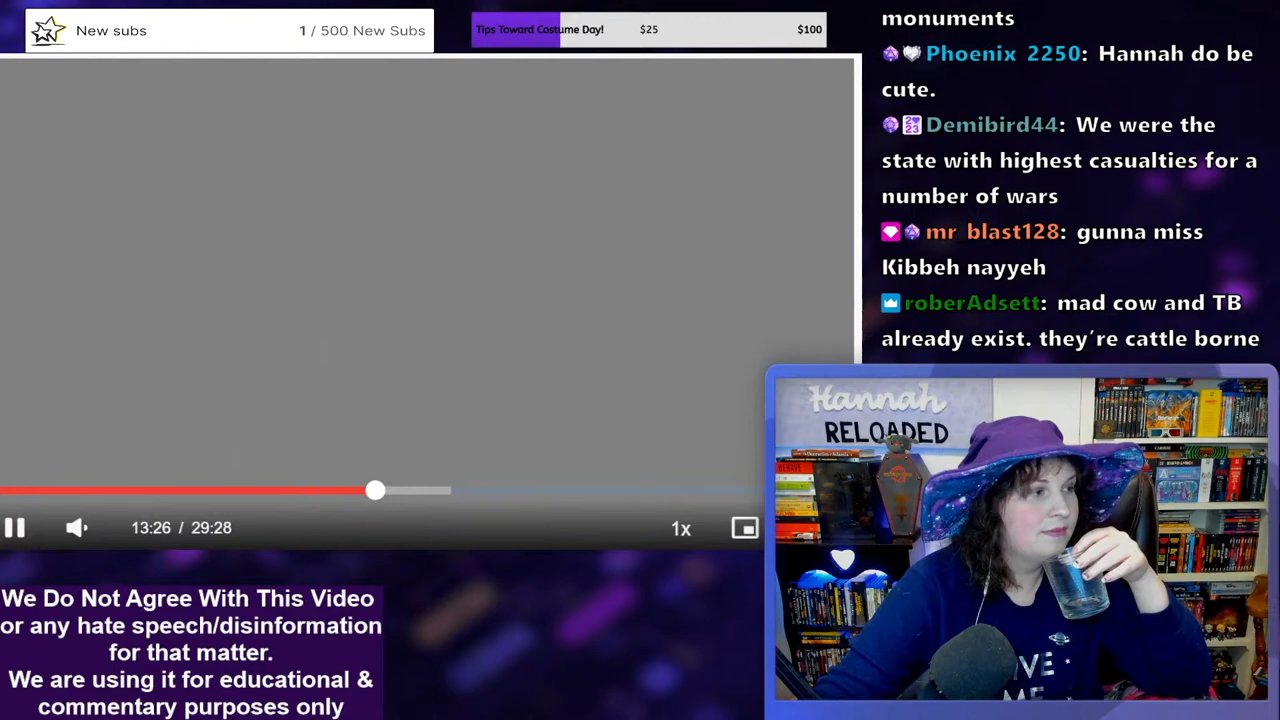 New subs 1 / 500 New Subs
Tips Toward Costume Day! $25 $100
monuments
Phoenix 2250: Hannah do be
cute.
Demibird44: We were the
state with highest casualties for a
number of wars
mr blast128: gunna miss
Kibbeh nayyeh
roberAdsett: mad cow and TB
already exist. they're cattle borne
13:26 / 29:28 1x
Hannah
RELOADED
We Do Not Agree With This Video
or any hate speech/disinformation
for that matter.
We are using it for educational &
commentary purposes only